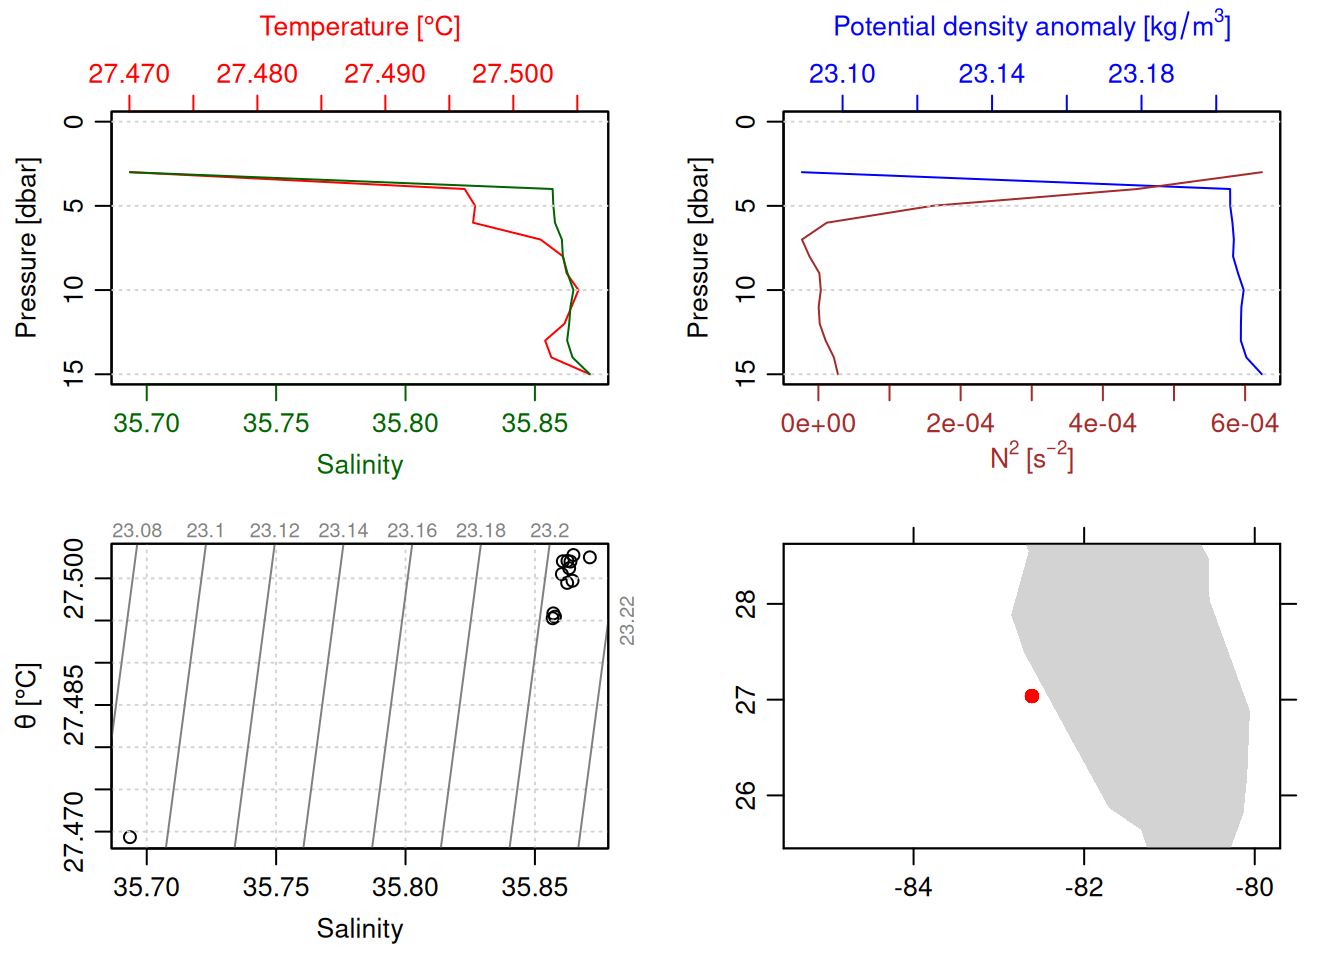 Temperature [°C]
27.470 27.480 27.490 27.500
0
5
10
15
Pressure [dbar]
35.70 35.75 35.80 35.85
Salinity
Potential density anomaly [kg/m³]
23.10 23.14 23.18
0
5
10
15
Pressure [dbar]
0e+00 2e-04 4e-04 6e-04
N² [s⁻²]
23.08 23.1 23.12 23.14 23.16 23.18 23.2
23.22
27.500
27.485
27.470
θ [°C]
35.70 35.75 35.80 35.85
Salinity
28
27
26
-84 -82 -80